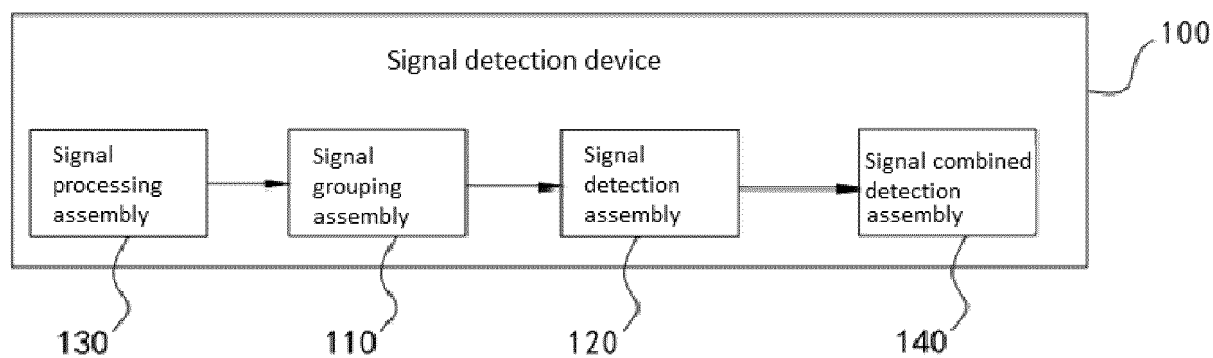 100
Signal detection device
Signal
processing
assembly
Signal
grouping
assembly
Signal
detection
assembly
Signal combined
detection
assembly
130
110
120
140